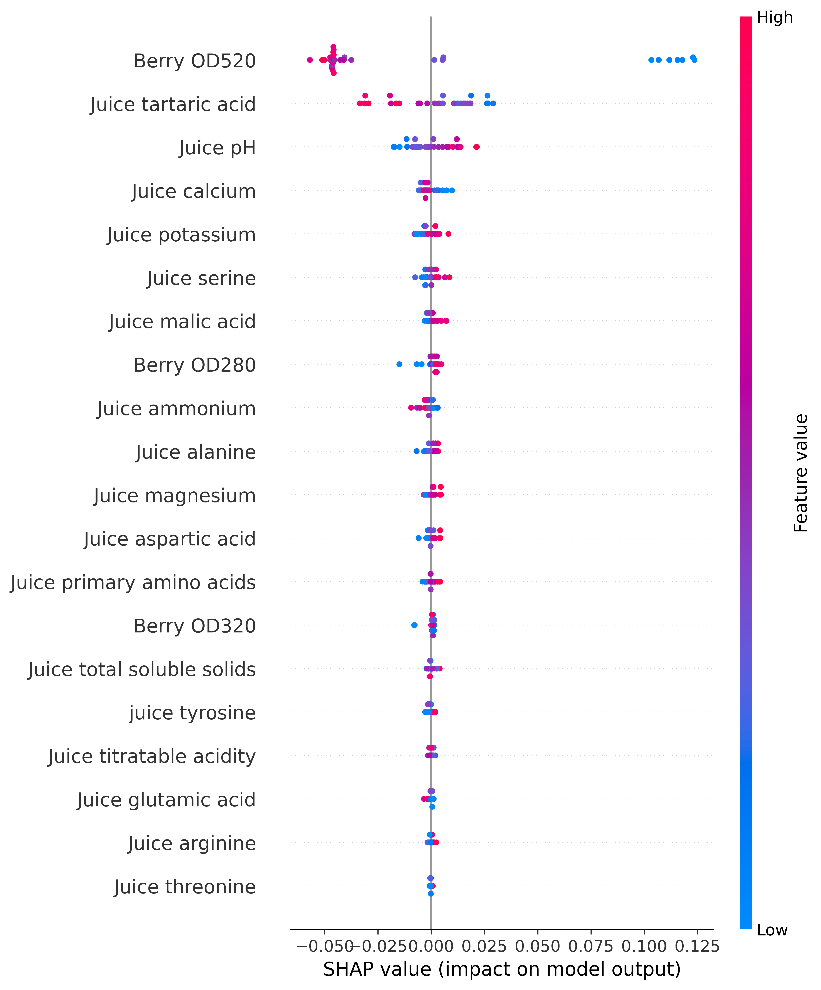 High
Berry OD520
Juice tartaric acid
Juice pH
Juice calcium
Juice potassium
Juice serine
Juice malic acid
Berry OD280
Juice ammonium
Juice alanine
Juice magnesium
Juice aspartic acid
Juice primary amino acids
Berry OD320
Juice total soluble solids
juice tyrosine
Juice titratable acidity
Juice glutamic acid
Juice arginine
Juice threonine
Feature value
Low
−0.050 −0.025 0.000 0.025 0.050 0.075 0.100 0.125
SHAP value (impact on model output)